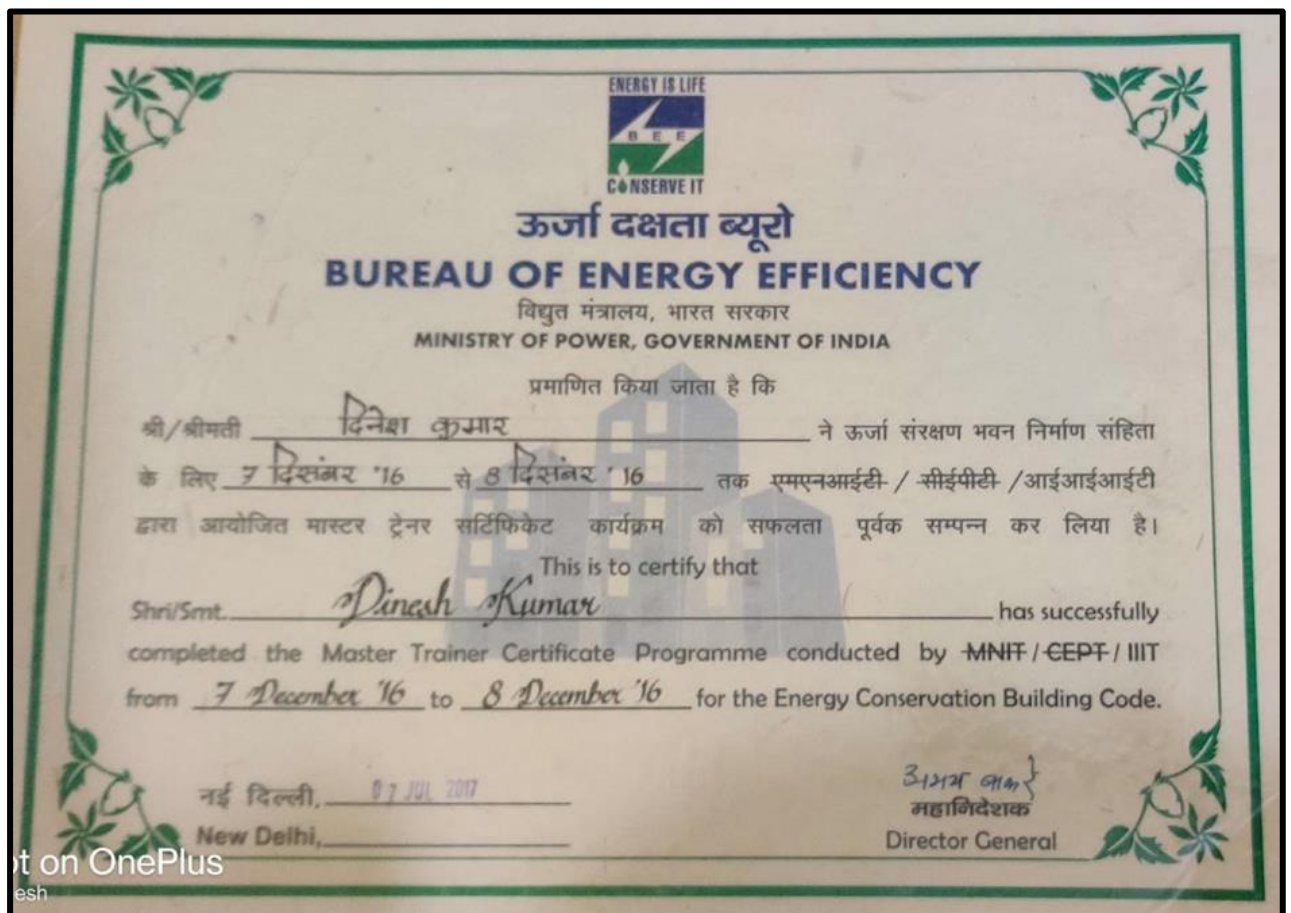 ENERGY IS LIFE
BEE
CONSERVE IT
ऊर्जा दक्षता ब्यूरो
BUREAU OF ENERGY EFFICIENCY
विद्युत मंत्रालय, भारत सरकार
MINISTRY OF POWER, GOVERNMENT OF INDIA
प्रमाणित किया जाता है कि
श्री/श्रीमती दिनेश कुमार ने ऊर्जा संरक्षण भवन निर्माण संहिता
के लिए 7 दिसंबर '16 से 8 दिसंबर '16 तक एमएनआईटी / सीईपीटी /आईआईआईटी
द्वारा आयोजित मास्टर ट्रेनर सर्टिफिकेट कार्यक्रम को सफलता पूर्वक सम्पन्न कर लिया है।
This is to certify that
Shri/Smt. Dinesh Kumar has successfully
completed the Master Trainer Certificate Programme conducted by MNIT / CEPT / IIIT
from 7 December '16 to 8 December '16 for the Energy Conservation Building Code.
नई दिल्ली, 07 JUL 2017
New Delhi,
अभय बाकरे
महानिदेशक
Director General
ot on OnePlus
esh